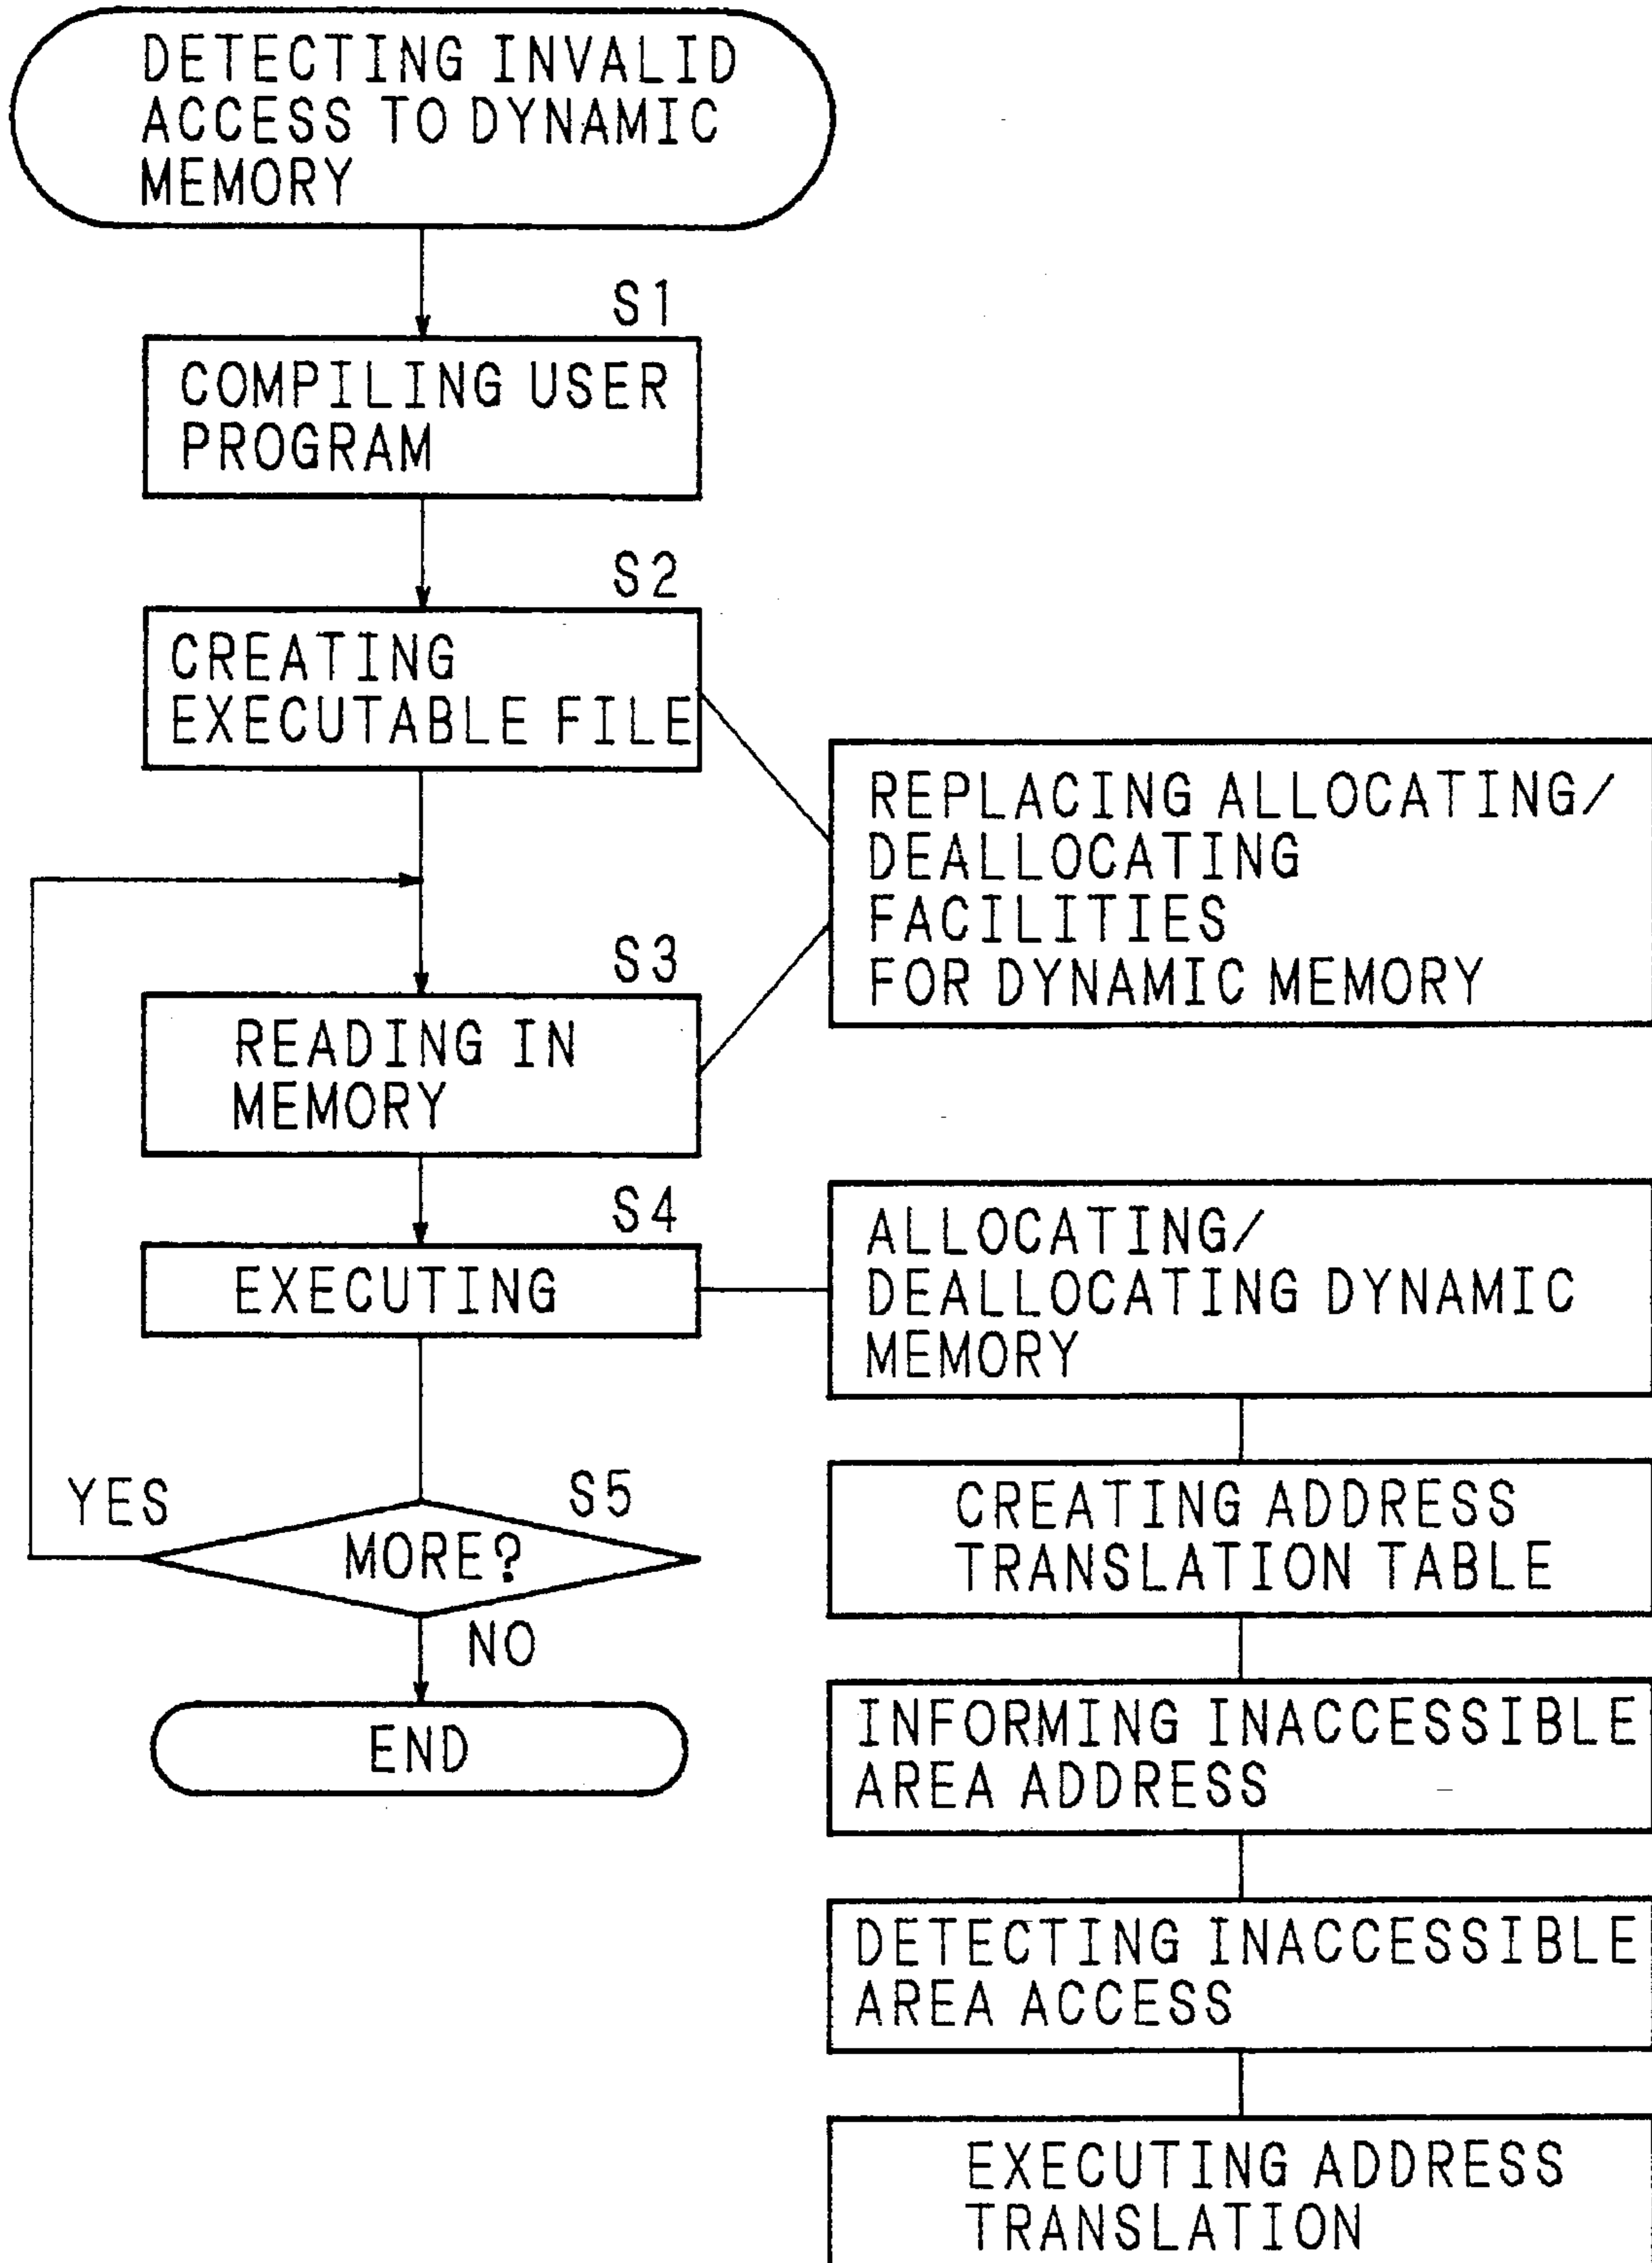 DETECTING INVALID
ACCESS TO DYNAMIC
MEMORY
S1
COMPILING USER
PROGRAM
S2
CREATING
EXECUTABLE FILE
REPLACING ALLOCATING/
DEALLOCATING
FACILITIES
FOR DYNAMIC MEMORY
S3
READING IN
MEMORY
S4
EXECUTING
ALLOCATING/
DEALLOCATING DYNAMIC
MEMORY
YES
S5
MORE?
NO
END
CREATING ADDRESS
TRANSLATION TABLE
INFORMING INACCESSIBLE
AREA ADDRESS
DETECTING INACCESSIBLE
AREA ACCESS
EXECUTING ADDRESS
TRANSLATION